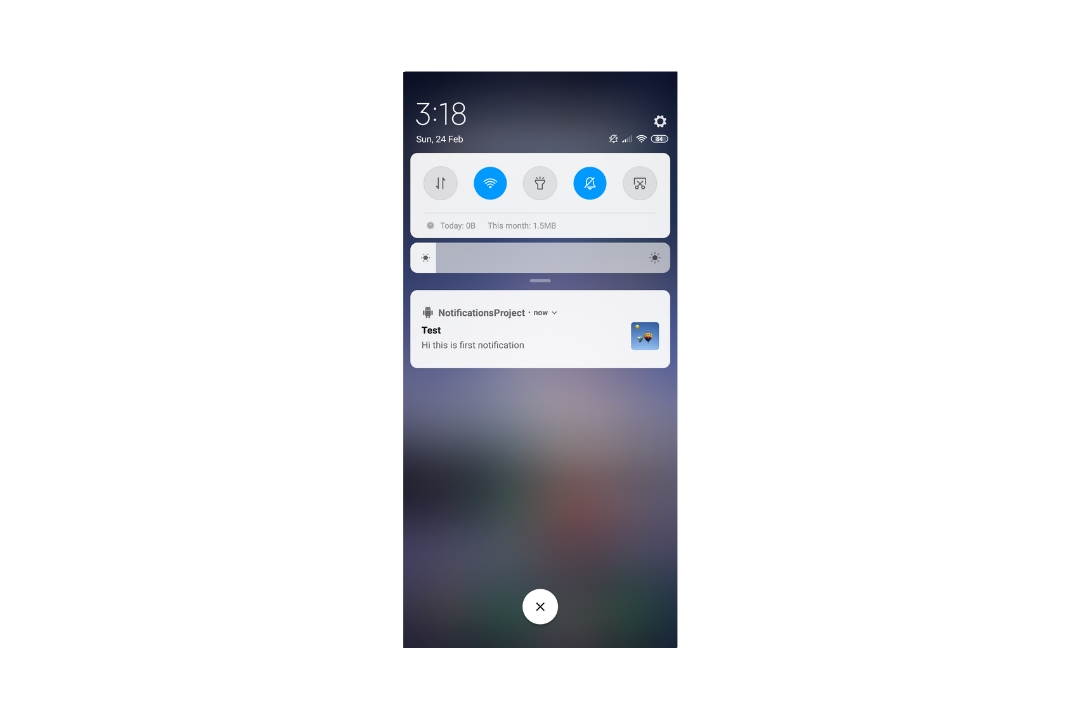 3:18
Sun, 24 Feb
84
Today: 0B This month: 1.5MB
NotificationsProject · now
Test
Hi this is first notification